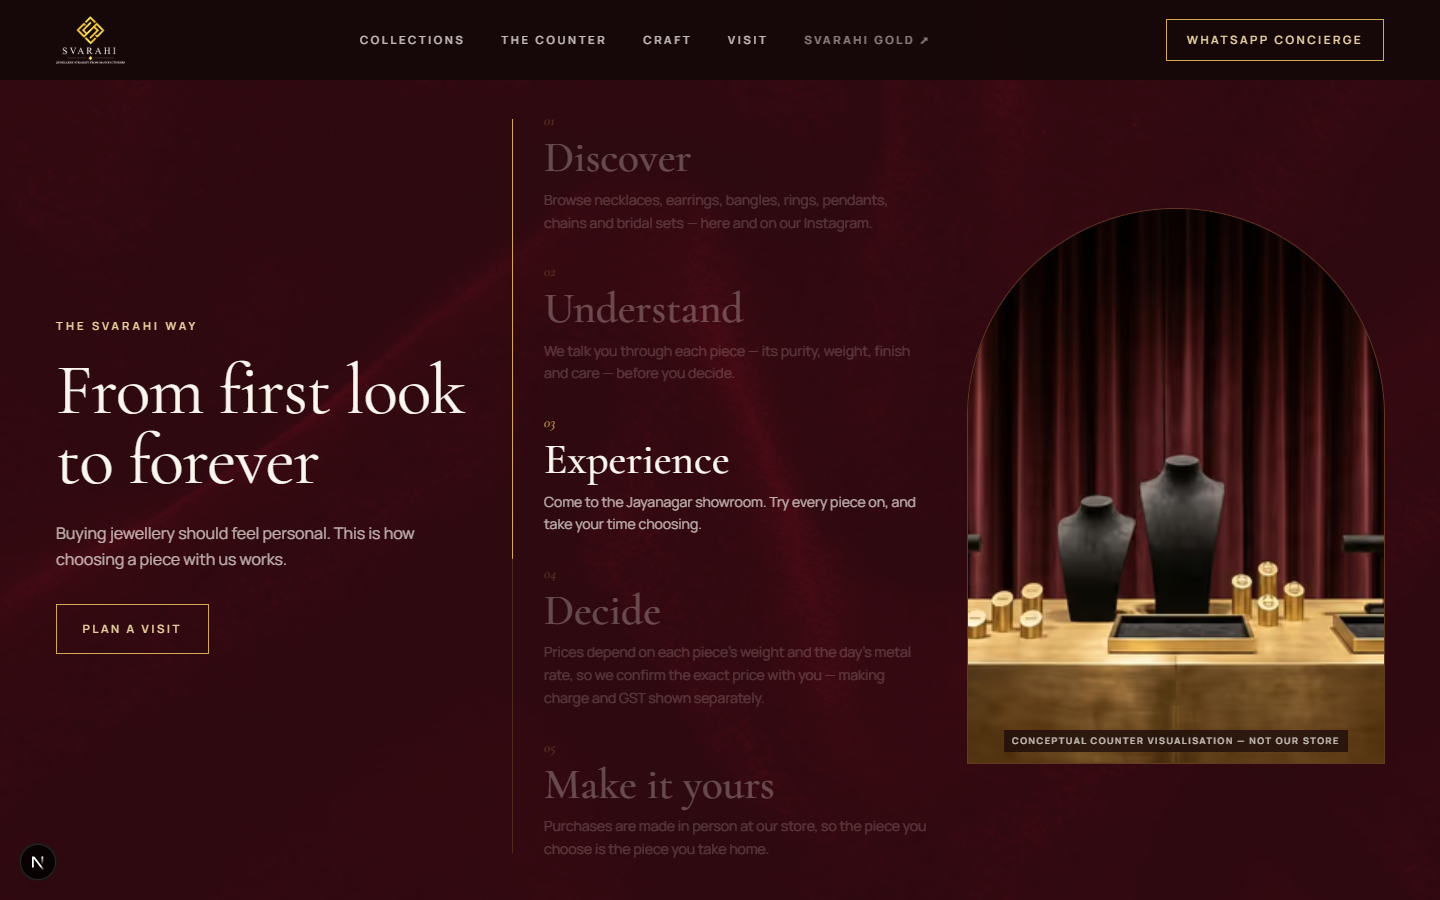 SVARAHI
JEWELLERY STRAIGHT FROM MANUFACTURERS
COLLECTIONS
THE COUNTER
CRAFT
VISIT
SVARAHI GOLD ↗
WHATSAPP CONCIERGE
THE SVARAHI WAY
From first look
to forever
Buying jewellery should feel personal. This is how
choosing a piece with us works.
PLAN A VISIT
01
Discover
Browse necklaces, earrings, bangles, rings, pendants,
chains and bridal sets — here and on our Instagram.
02
Understand
We talk you through each piece — its purity, weight, finish
and care — before you decide.
03
Experience
Come to the Jayanagar showroom. Try every piece on, and
take your time choosing.
04
Decide
Prices depend on each piece's weight and the day's metal
rate, so we confirm the exact price with you — making
charge and GST shown separately.
05
Make it yours
Purchases are made in person at our store, so the piece you
choose is the piece you take home.
CONCEPTUAL COUNTER VISUALISATION — NOT OUR STORE
N